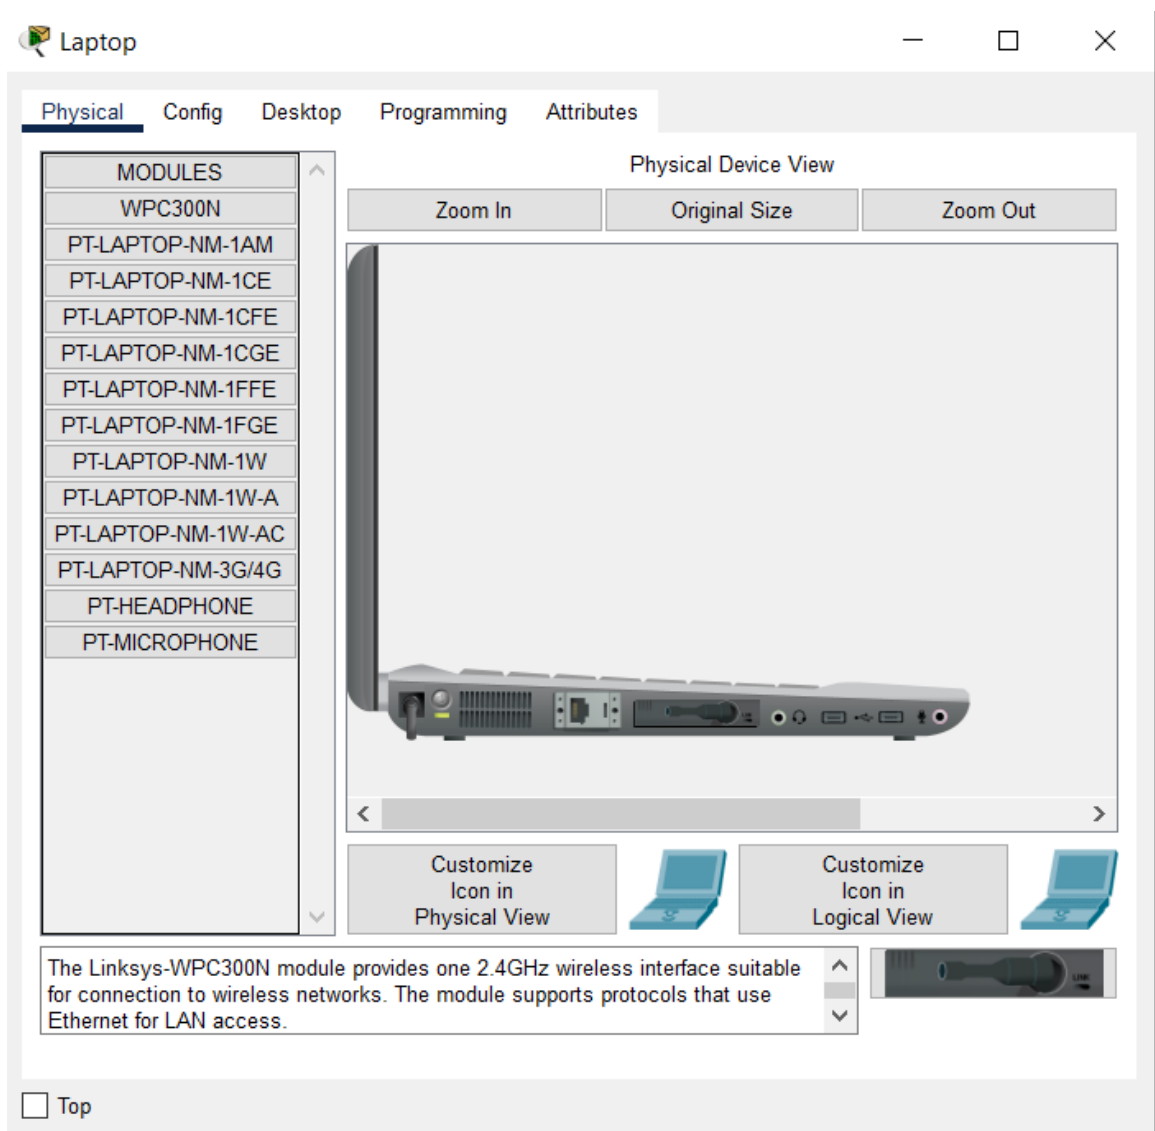 Laptop
Physical
Config
Desktop
Programming
Attributes
MODULES
WPC300N
PT-LAPTOP-NM-1AM
PT-LAPTOP-NM-1CE
PT-LAPTOP-NM-1CFE
PT-LAPTOP-NM-1CGE
PT-LAPTOP-NM-1FFE
PT-LAPTOP-NM-1FGE
PT-LAPTOP-NM-1W
PT-LAPTOP-NM-1W-A
PT-LAPTOP-NM-1W-AC
PT-LAPTOP-NM-3G/4G
PT-HEADPHONE
PT-MICROPHONE
Physical Device View
Zoom In
Original Size
Zoom Out
LINK
Customize
Icon in
Physical View
Customize
Icon in
Logical View
The Linksys-WPC300N module provides one 2.4GHz wireless interface suitable
for connection to wireless networks. The module supports protocols that use
Ethernet for LAN access.
LINK
Top